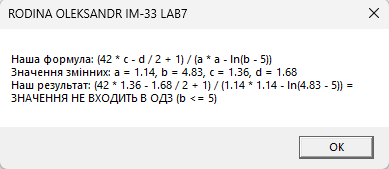 RODINA OLEKSANDR IM-33 LAB7
Наша формула: (42 * c - d / 2 + 1) / (a * a - ln(b - 5))
Значення змінних: a = 1.14, b = 4.83, c = 1.36, d = 1.68
Наш результат: (42 * 1.36 - 1.68 / 2 + 1) / (1.14 * 1.14 - ln(4.83 - 5)) =
ЗНАЧЕННЯ НЕ ВХОДИТЬ В ОДЗ (b <= 5)
OK